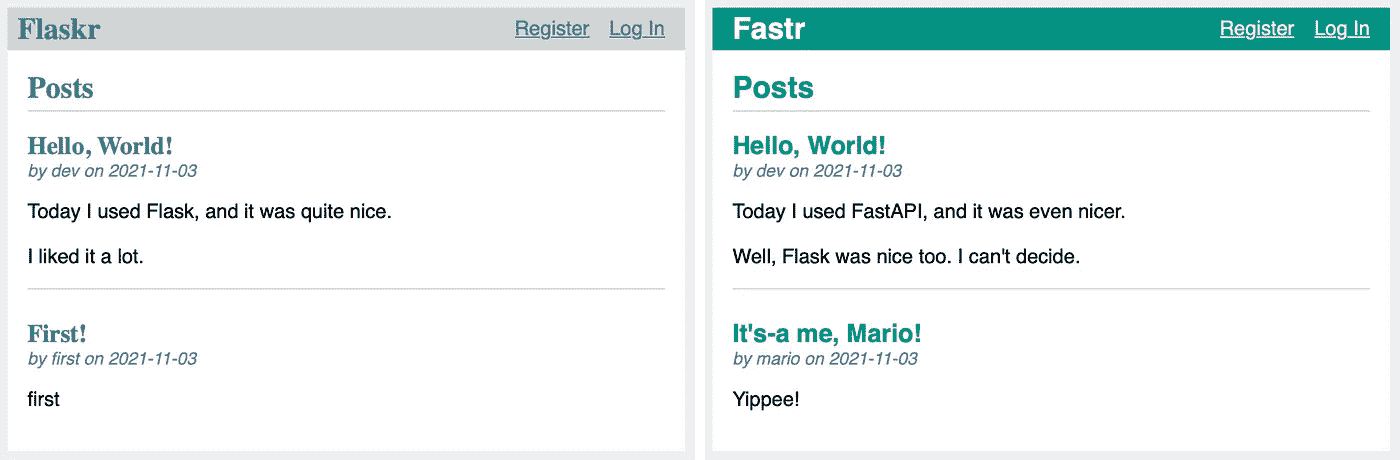 Flaskr Register Log In
Posts
Hello, World!
by dev on 2021-11-03
Today I used Flask, and it was quite nice.
I liked it a lot.
First!
by first on 2021-11-03
first
Fastr Register Log In
Posts
Hello, World!
by dev on 2021-11-03
Today I used FastAPI, and it was even nicer.
Well, Flask was nice too. I can't decide.
It's-a me, Mario!
by mario on 2021-11-03
Yippee!